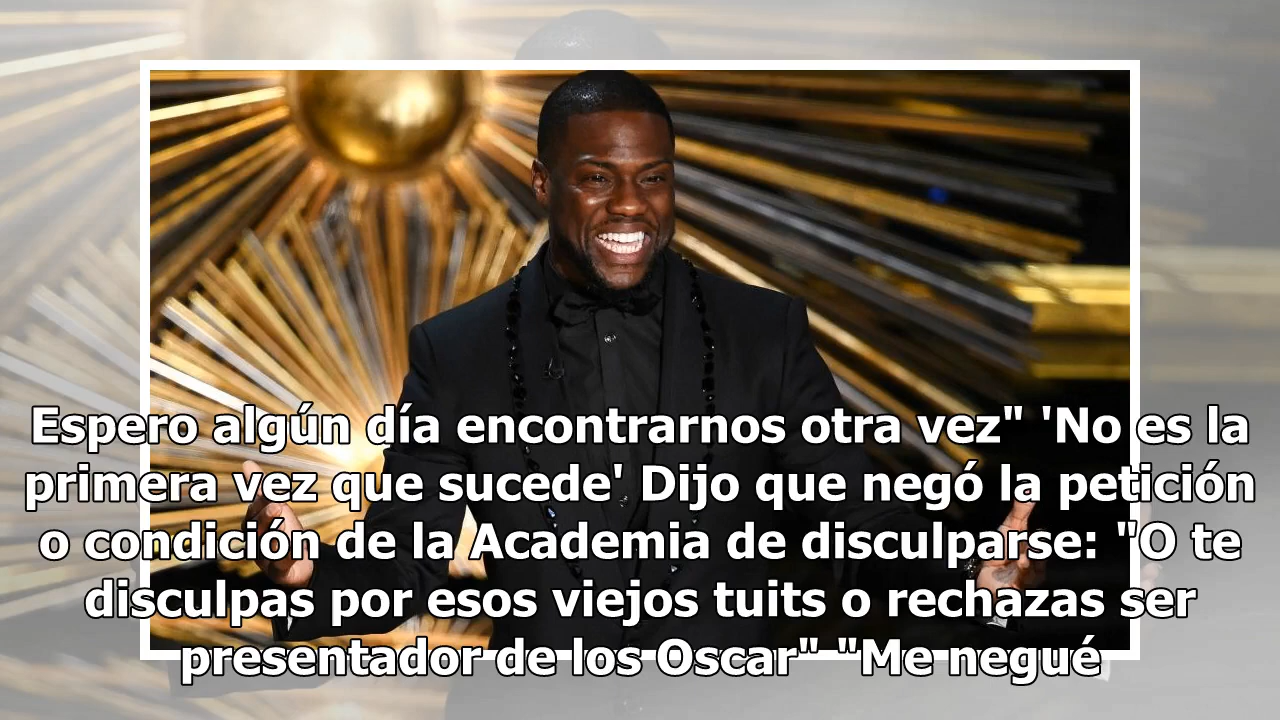 Espero algún día encontrarnos otra vez" 'No es la
primera vez que sucede' Dijo que negó la petición
o condición de la Academia de disculparse: "O te
disculpas por esos viejos tuits o rechazas ser
presentador de los Oscar" "Me negué